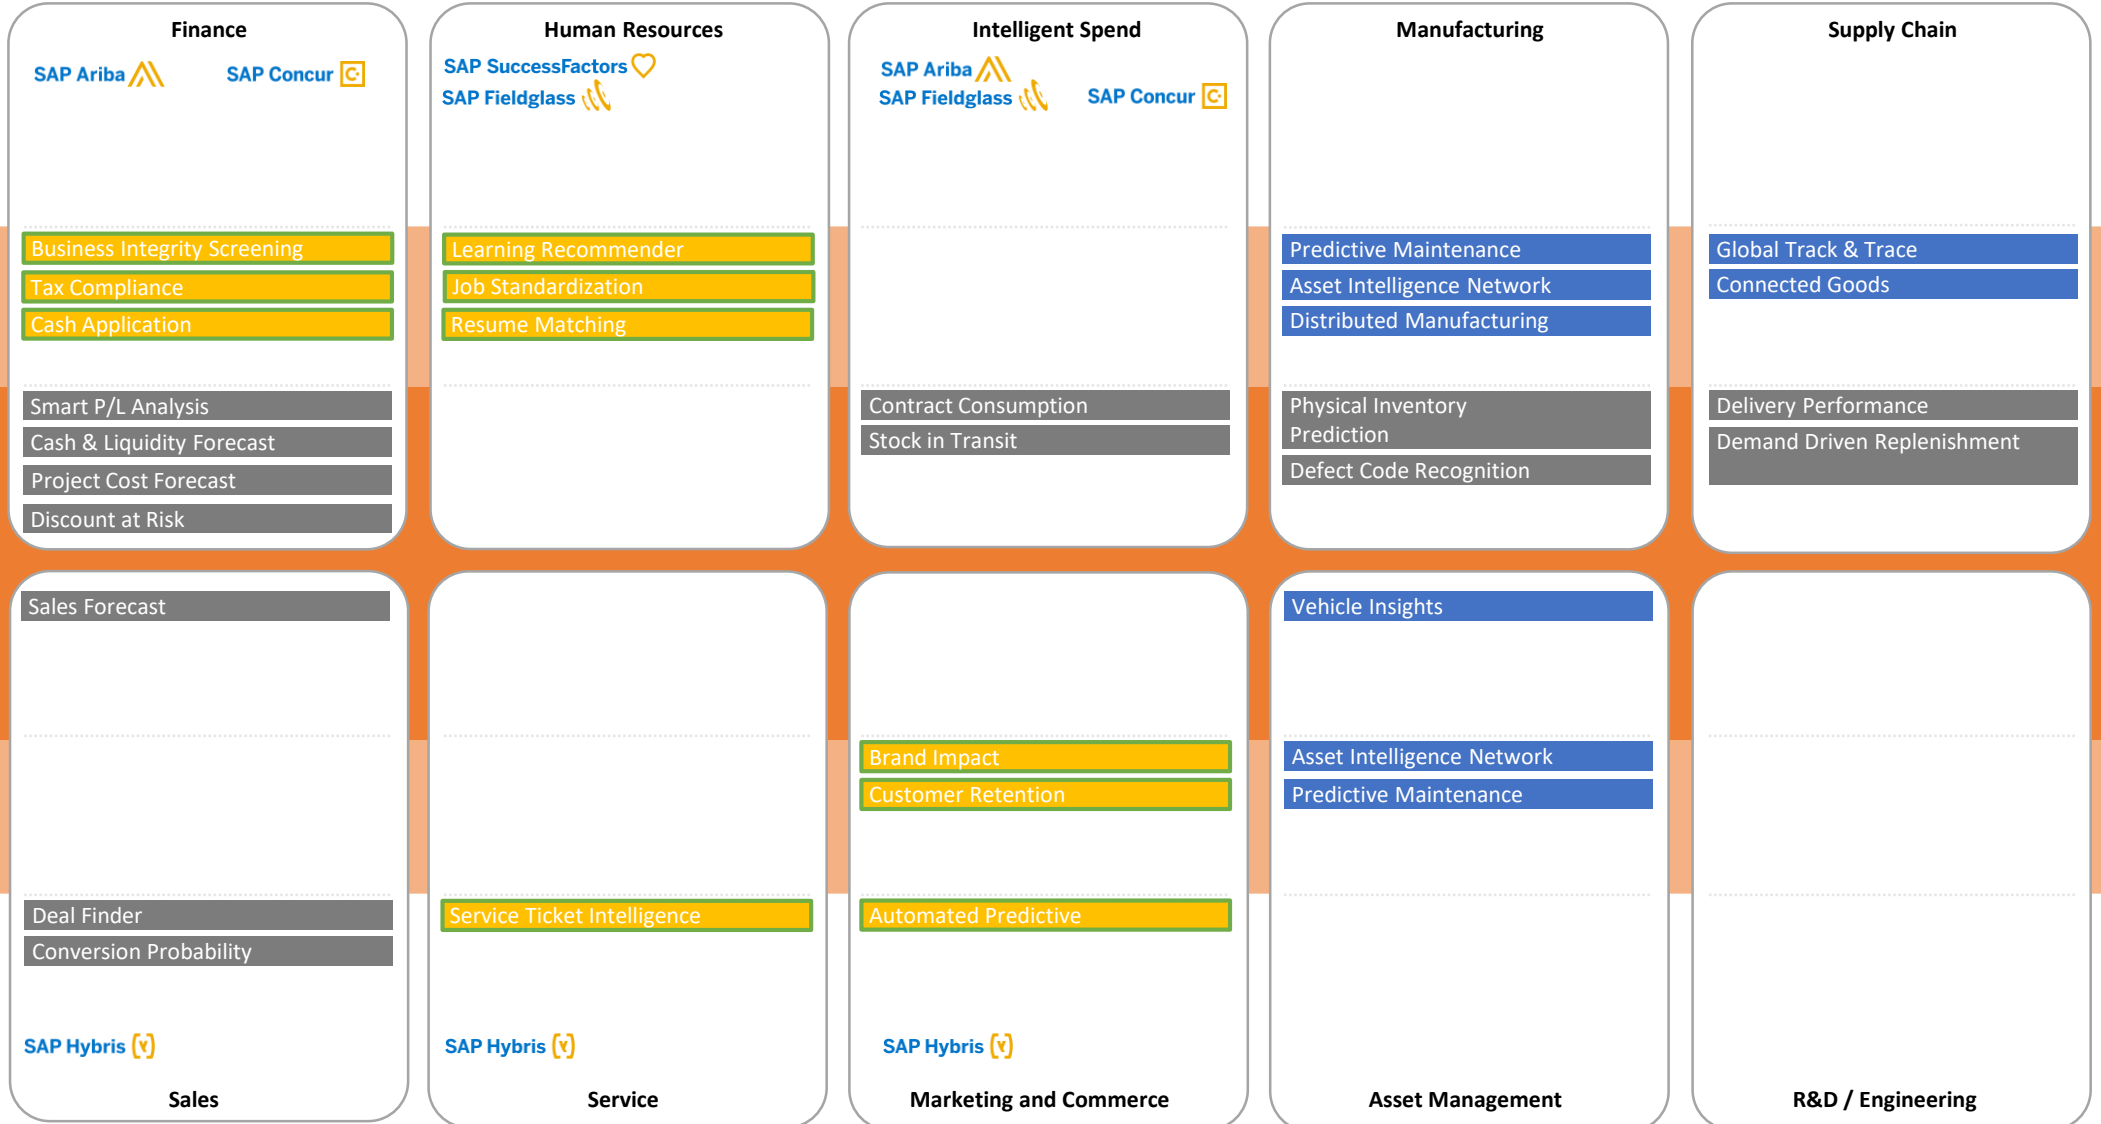 Finance
SAP Ariba
SAP Concur
Business Integrity Screening
Tax Compliance
Cash Application
Smart P/L Analysis
Cash & Liquidity Forecast
Project Cost Forecast
Discount at Risk
Human Resources
SAP SuccessFactors
SAP Fieldglass
Learning Recommender
Job Standardization
Resume Matching
Intelligent Spend
SAP Ariba
SAP Fieldglass
SAP Concur
Contract Consumption
Stock in Transit
Manufacturing
Predictive Maintenance
Asset Intelligence Network
Distributed Manufacturing
Physical Inventory
Prediction
Defect Code Recognition
Supply Chain
Global Track & Trace
Connected Goods
Delivery Performance
Demand Driven Replenishment
Sales Forecast
Deal Finder
Conversion Probability
SAP Hybris
Sales
Service Ticket Intelligence
SAP Hybris
Service
Brand Impact
Customer Retention
Automated Predictive
SAP Hybris
Marketing and Commerce
Vehicle Insights
Asset Intelligence Network
Predictive Maintenance
Asset Management
R&D / Engineering